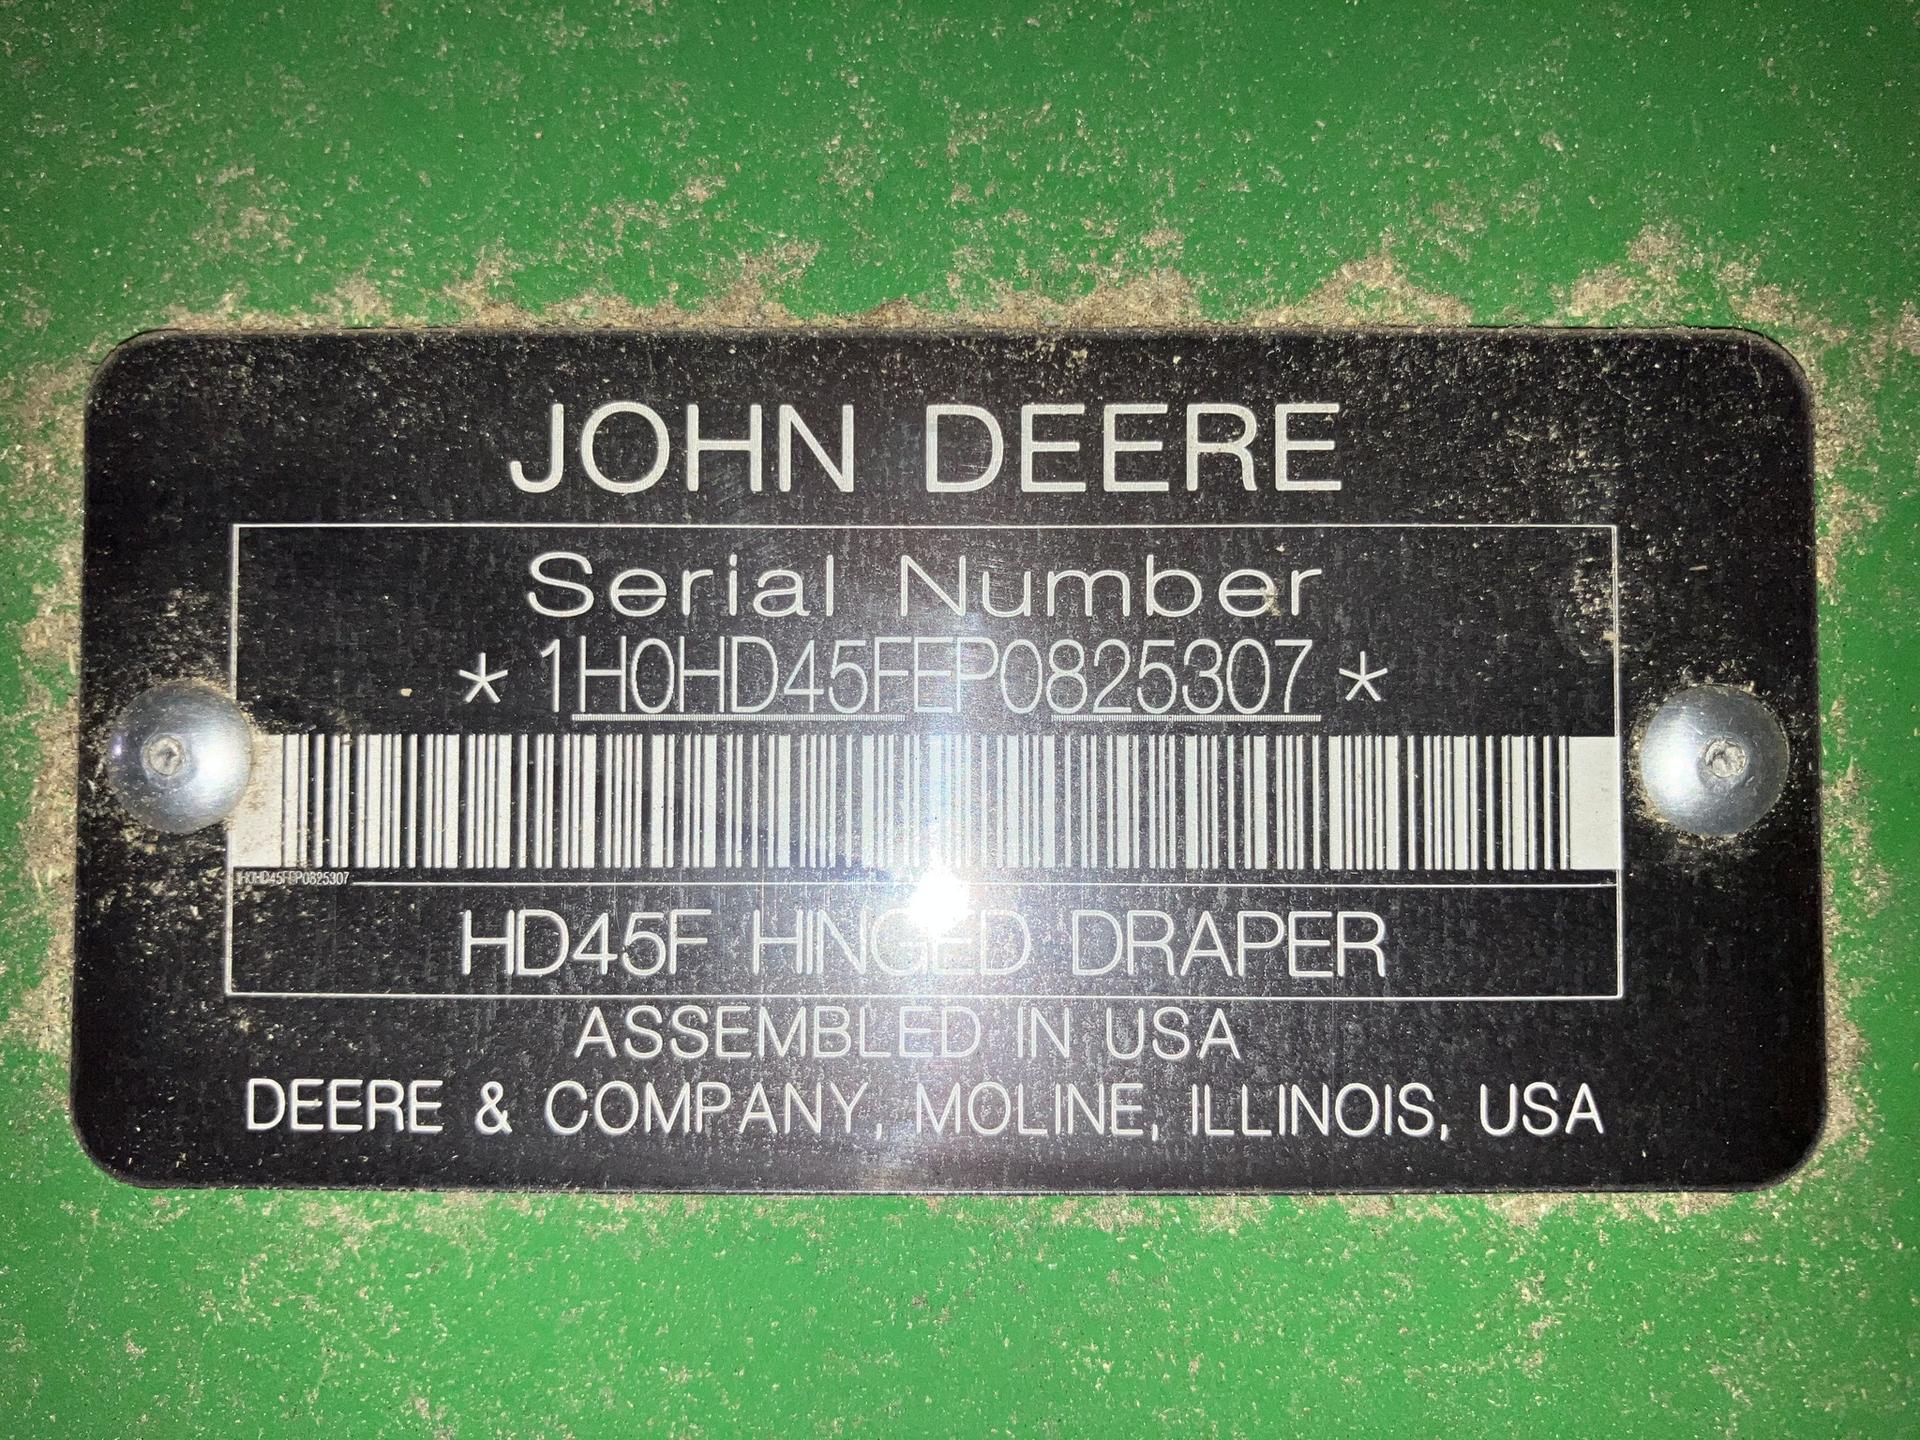 JOHN DEERE
Serial Number
* 1H0HD45FEP0825307 *
1H0HD45FEP0825307
HD45F HINGED DRAPER
ASSEMBLED IN USA
DEERE & COMPANY, MOLINE, ILLINOIS, USA